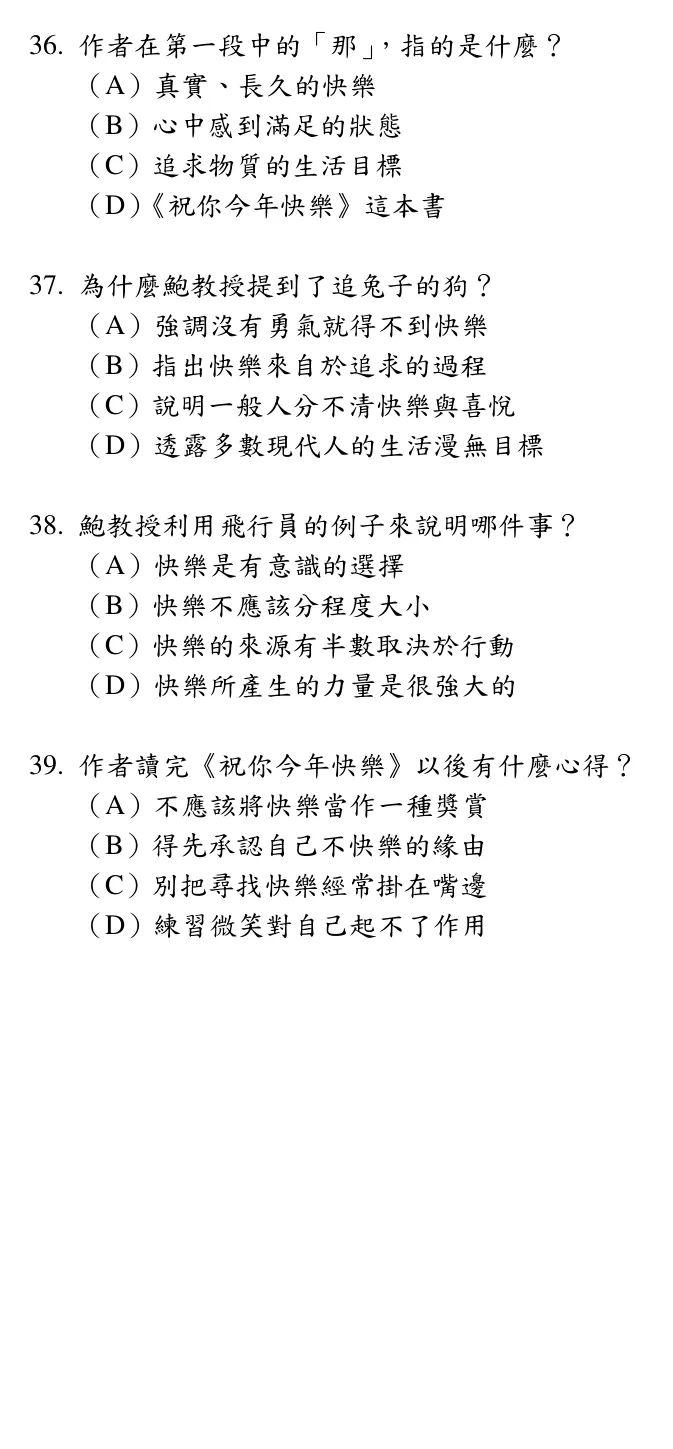 36. 作者在第一段中的「那」，指的是什麼？
（A）真實、長久的快樂
（B）心中感到滿足的狀態
（C）追求物質的生活目標
（D）《祝你今年快樂》這本書
37. 為什麼鮑教授提到了追兔子的狗？
（A）強調沒有勇氣就得不到快樂
（B）指出快樂來自於追求的過程
（C）說明一般人分不清快樂與喜悅
（D）透露多數現代人的生活漫無目標
38. 鮑教授利用飛行員的例子來說明哪件事？
（A）快樂是有意識的選擇
（B）快樂不應該分程度大小
（C）快樂的來源有半數取決於行動
（D）快樂所產生的力量是很強大的
39. 作者讀完《祝你今年快樂》以後有什麼心得？
（A）不應該將快樂當作一種獎賞
（B）得先承認自己不快樂的緣由
（C）別把尋找快樂經常掛在嘴邊
（D）練習微笑對自己起不了作用